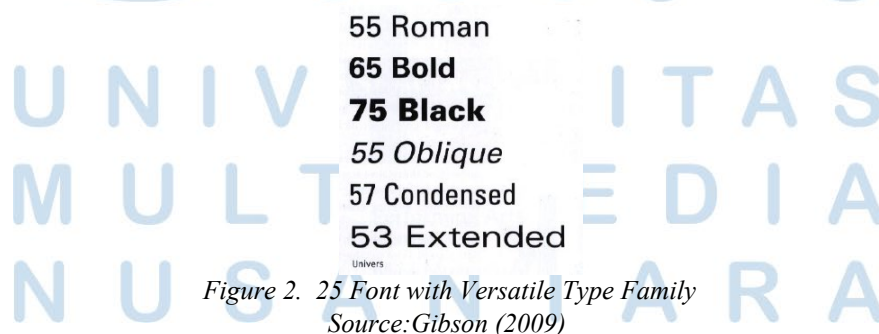 55 Roman
65 Bold
75 Black
55 Oblique
57 Condensed
53 Extended
Univers
Figure 2. 25 Font with Versatile Type Family
Source:Gibson (2009)